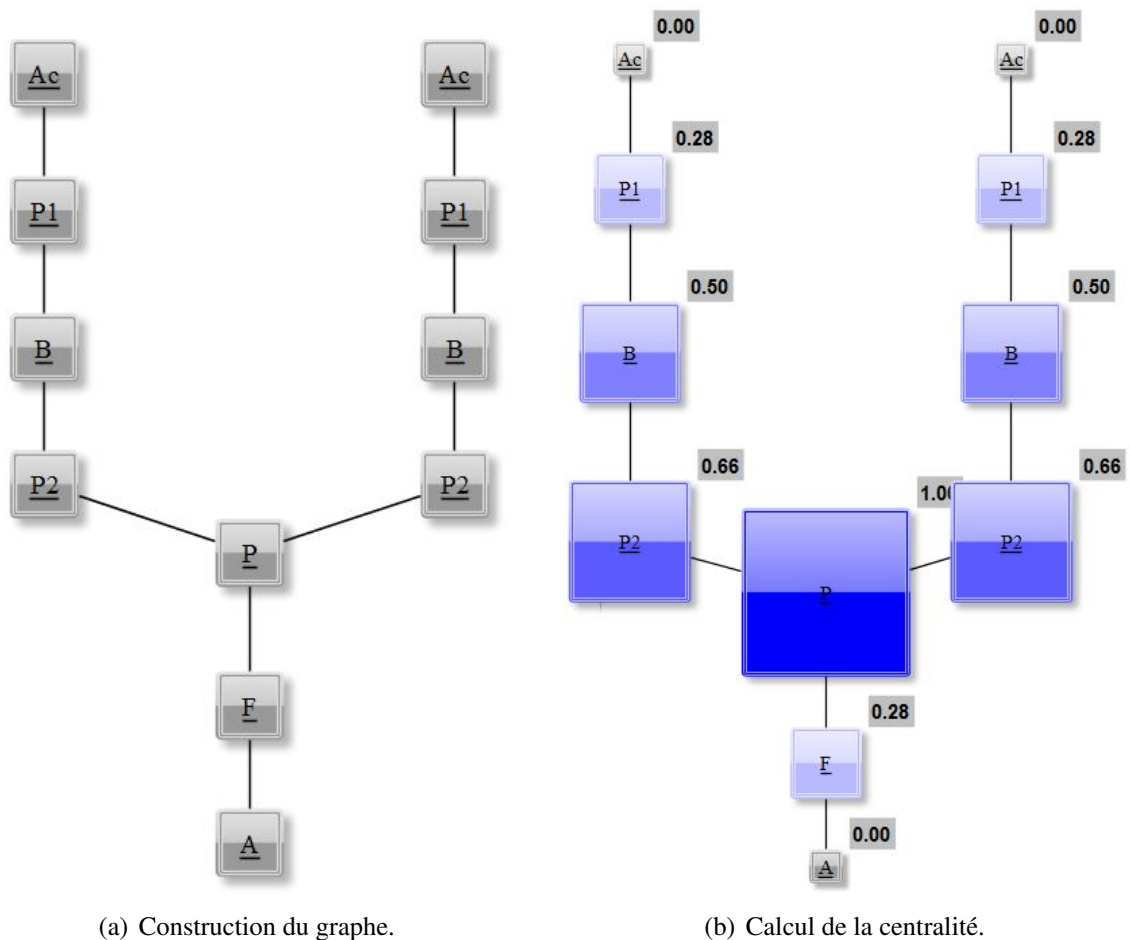 Ac
Ac
P1
P1
B
B
P2
P2
P
F
A
(a) Construction du graphe.
0.00
0.00
Ac
Ac
0.28
0.28
P1
P1
0.50
0.50
B
B
0.66
0.66
P2
P2
P
0.28
F
0.00
A
(b) Calcul de la centralité.